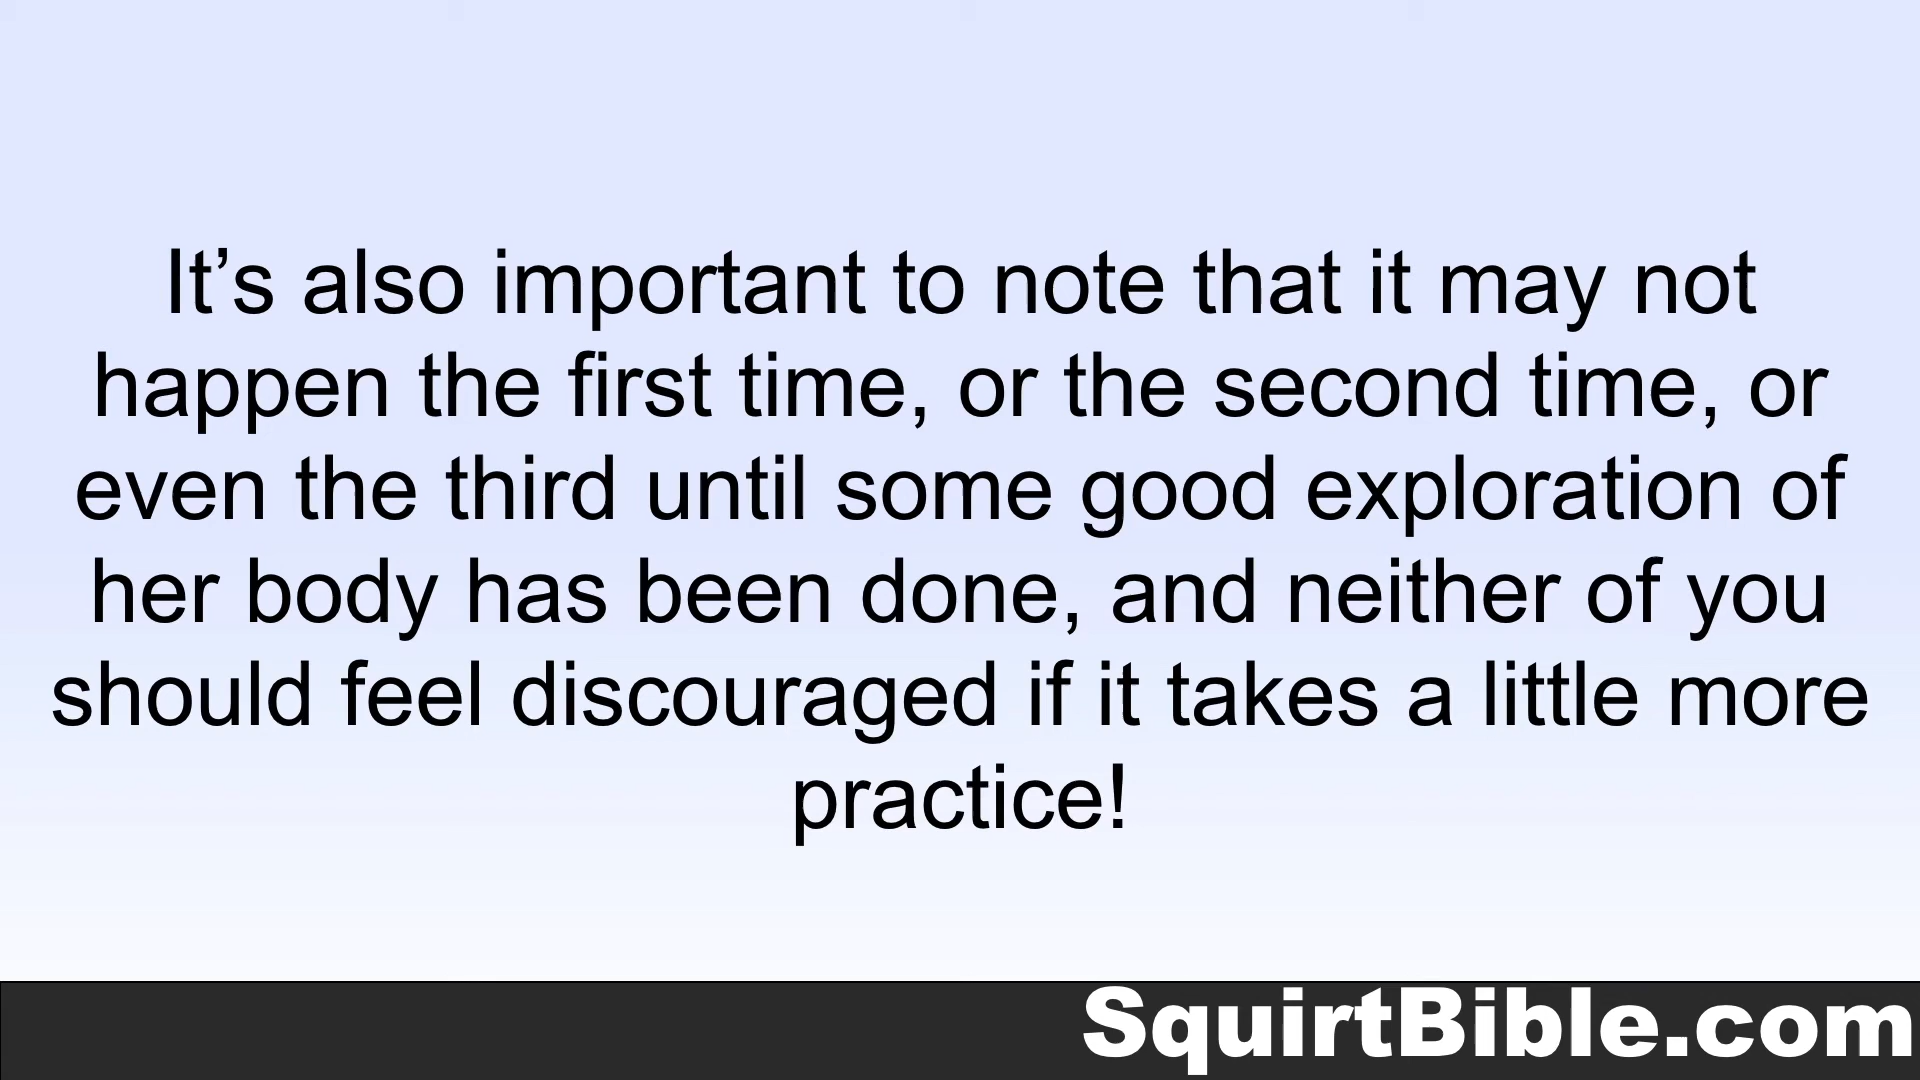 It’s also important to note that it may not
happen the first time, or the second time, or
even the third until some good exploration of
her body has been done, and neither of you
should feel discouraged if it takes a little more
practice!
SquirtBible.com